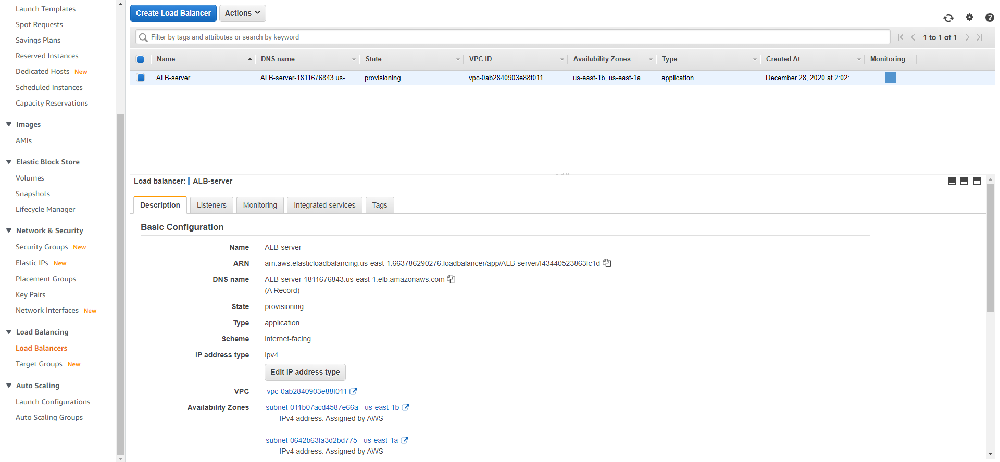 Launch Templates
Spot Requests
Savings Plans
Reserved Instances
Dedicated Hosts New
Scheduled Instances
Capacity Reservations
Images
AMIs
Elastic Block Store
Volumes
Snapshots
Lifecycle Manager
Network & Security
Security Groups New
Elastic IPs New
Placement Groups
Key Pairs
Network Interfaces New
Load Balancing
Load Balancers
Target Groups New
Auto Scaling
Launch Configurations
Auto Scaling Groups
Create Load Balancer Actions
Filter by tags and attributes or search by keyword 1 to 1 of 1
Name DNS name State VPC ID Availability Zones Type Created At Monitoring
ALB-server ALB-server-1811676843.us-... provisioning vpc-0ab2840903e88f011 us-east-1b, us-east-1a application December 28, 2020 at 2:02:...
Load balancer: ALB-server
Description Listeners Monitoring Integrated services Tags
Basic Configuration
Name ALB-server
ARN arn:aws:elasticloadbalancing:us-east-1:663786290276:loadbalancer/app/ALB-server/f43440523863fc1d
DNS name ALB-server-1811676843.us-east-1.elb.amazonaws.com
(A Record)
State provisioning
Type application
Scheme internet-facing
IP address type ipv4
Edit IP address type
VPC vpc-0ab2840903e88f011
Availability Zones subnet-011b07acd4587e66a - us-east-1b
IPv4 address: Assigned by AWS
subnet-0642b63fa3d2bd775 - us-east-1a
IPv4 address: Assigned by AWS